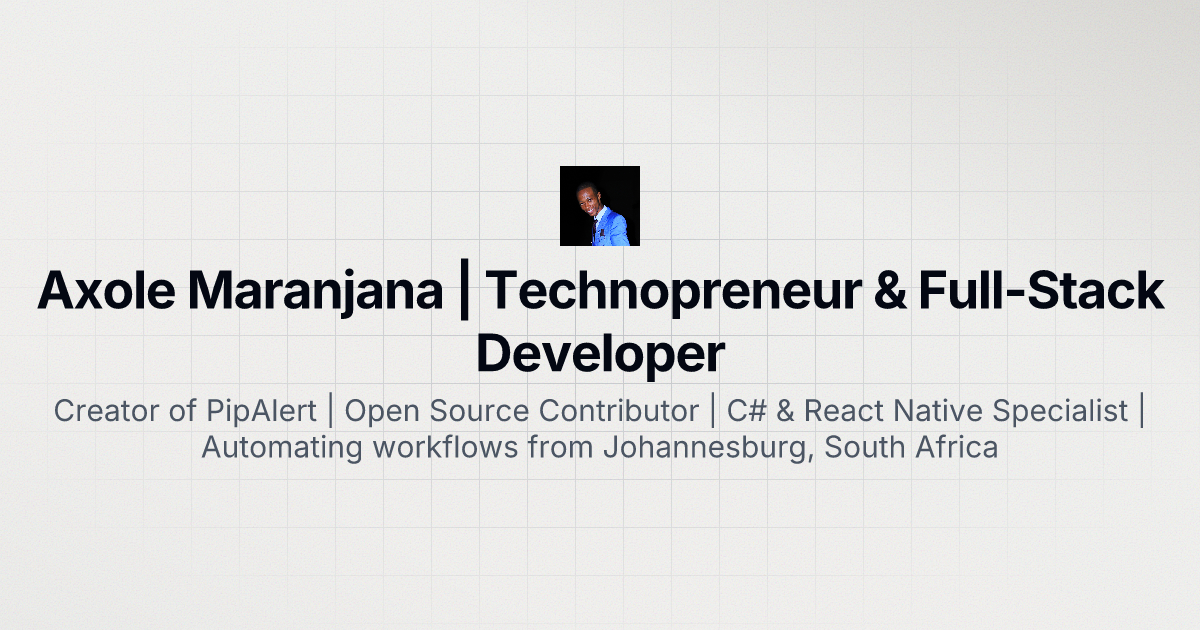 Axole Maranjana | Technopreneur & Full-Stack
Developer
Creator of PipAlert | Open Source Contributor | C# & React Native Specialist |
Automating workflows from Johannesburg, South Africa